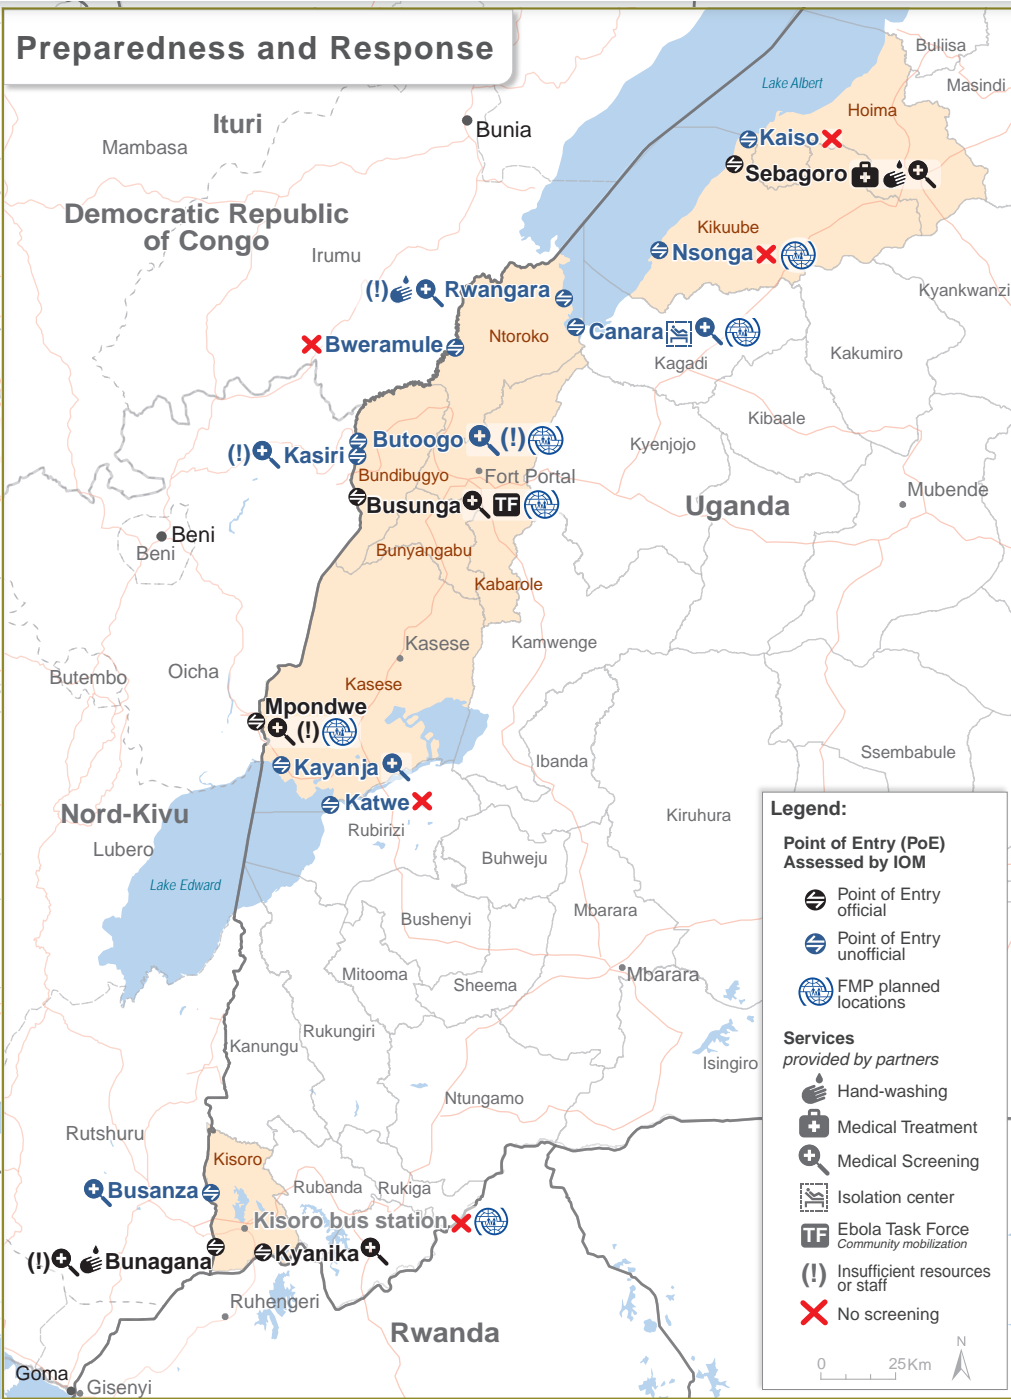 Preparedness and Response
Buliisa
Lake Albert
Masindi
Hoima
Ituri
Bunia
Kaiso
Mambasa
Sebagoro
Democratic Republic
of Congo
Kikuube
Irumu
Nsonga
(!)
Rwangara
Kyankwanzi
Canara
Ntoroko
Bweramule
Kagadi
Kakumiro
Kibaale
Butoogo
(!)
Kyenjojo
(!)
Kasiri
Bundibugyo
Fort Portal
Mubende
Busunga
TF
Uganda
Beni
Beni
Bunyangabu
Kabarole
Kasese
Kamwenge
Oicha
Butembo
Kasese
Mpondwe
(!)
Ibanda
Ssembabule
Kayanja
Katwe
Nord-Kivu
Rubirizi
Kiruhura
Lubero
Buhweju
Lake Edward
Bushenyi
Mbarara
Mitooma
Sheema
Mbarara
Rukungiri
Kanungu
Isingiro
Ntungamo
Rutshuru
Kisoro
Busanza
Rubanda
Rukiga
Kisoro bus station
(!)
Bunagana
Kyanika
Ruhengeri
Rwanda
Goma
Gisenyi
Legend:
Point of Entry (PoE)
Assessed by IOM
Point of Entry
official
Point of Entry
unofficial
FMP planned
locations
Services
provided by partners
Hand-washing
Medical Treatment
Medical Screening
Isolation center
TF
Ebola Task Force
Community mobilization
(!)
Insufficient resources
or staff
No screening
N
0
25Km